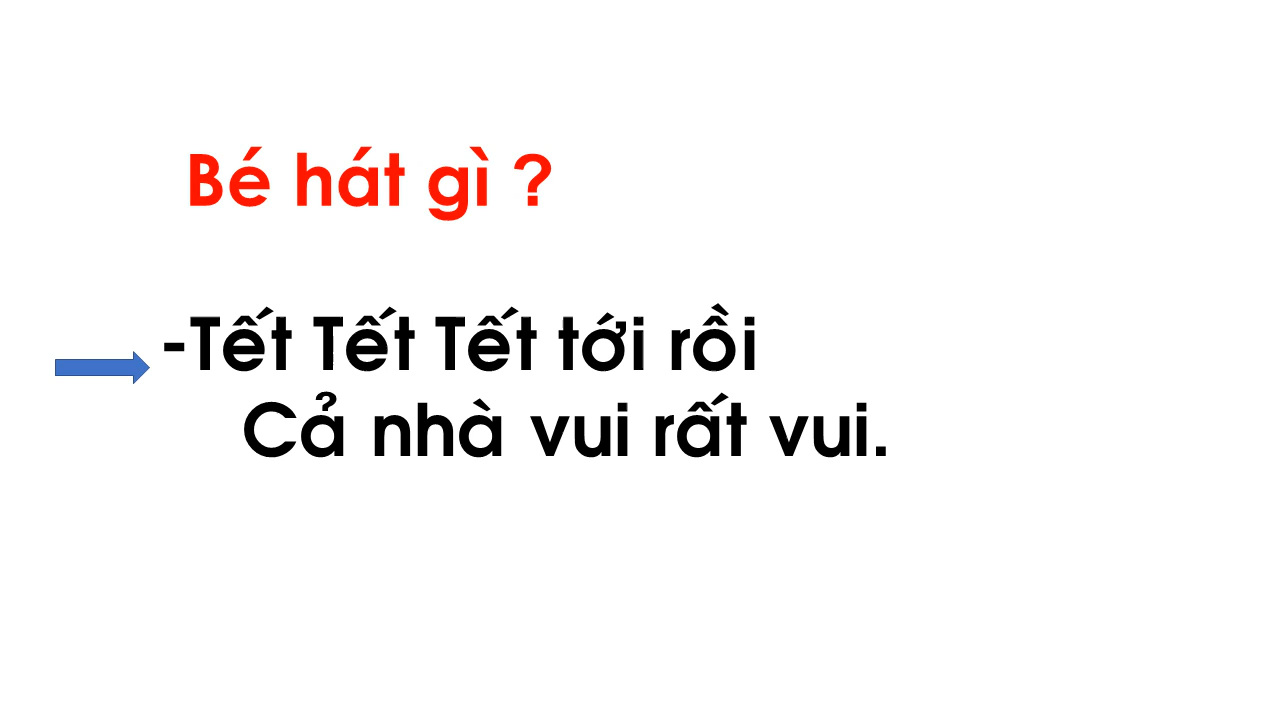 Bé hát gì ?
-Tết Tết Tết tới rồi
Cả nhà vui rất vui.